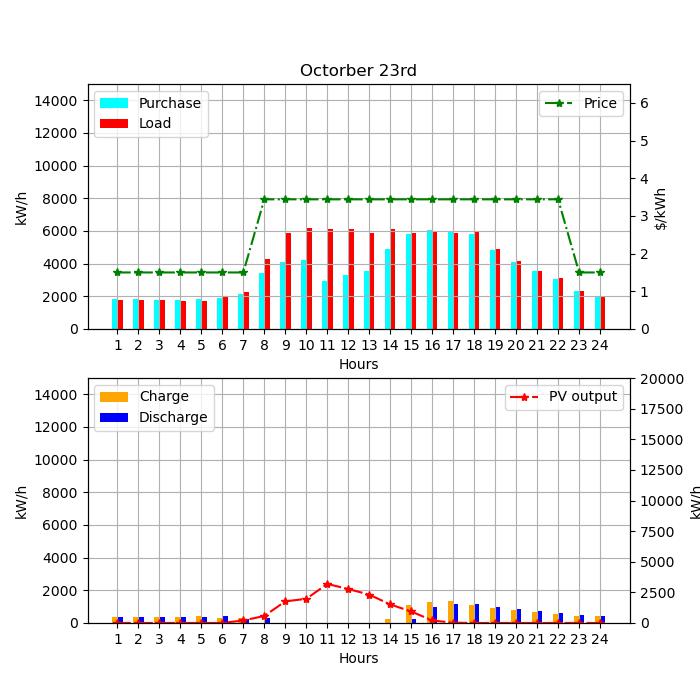 Octorber 23rd
Purchase
Load
Price
14000
12000
10000
8000
6000
4000
2000
0
kW/h
6
5
4
3
2
1
0
$/kWh
1 2 3 4 5 6 7 8 9 10 11 12 13 14 15 16 17 18 19 20 21 22 23 24
Hours
Charge
Discharge
PV output
14000
12000
10000
8000
6000
4000
2000
0
kW/h
20000
17500
15000
12500
10000
7500
5000
2500
0
kW/h
1 2 3 4 5 6 7 8 9 10 11 12 13 14 15 16 17 18 19 20 21 22 23 24
Hours